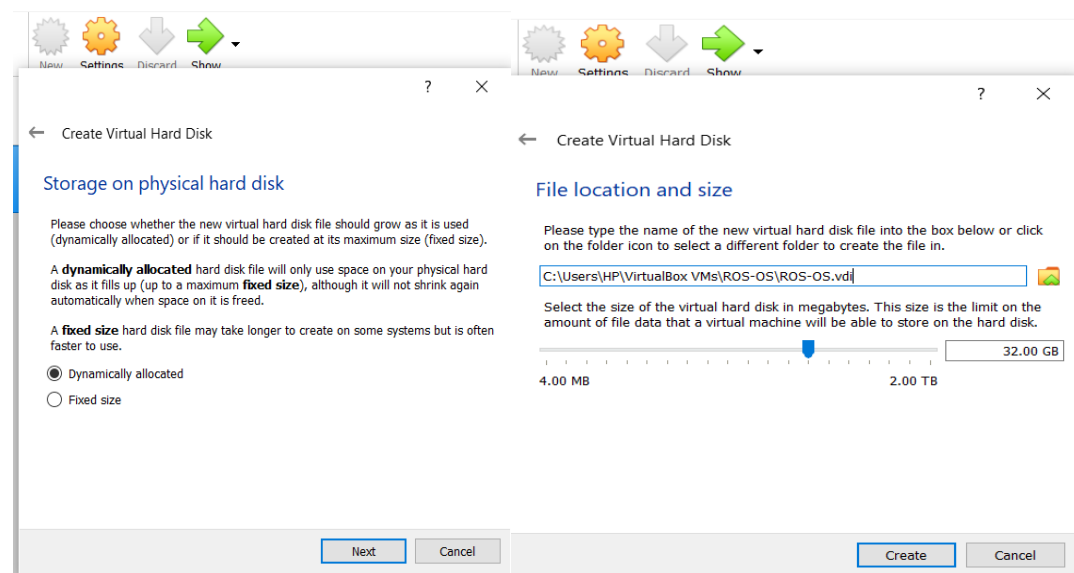 New Settings Discard Show
? ×
← Create Virtual Hard Disk
Storage on physical hard disk
Please choose whether the new virtual hard disk file should grow as it is used
(dynamically allocated) or if it should be created at its maximum size (fixed size).
A dynamically allocated hard disk file will only use space on your physical hard
disk as it fills up (up to a maximum fixed size), although it will not shrink again
automatically when space on it is freed.
A fixed size hard disk file may take longer to create on some systems but is often
faster to use.
Dynamically allocated
Fixed size
Next Cancel
New Settings Discard Show
? ×
← Create Virtual Hard Disk
File location and size
Please type the name of the new virtual hard disk file into the box below or click
on the folder icon to select a different folder to create the file in.
C:\Users\HP\VirtualBox VMs\ROS-OS\ROS-OS.vdi
Select the size of the virtual hard disk in megabytes. This size is the limit on the
amount of file data that a virtual machine will be able to store on the hard disk.
32.00 GB
4.00 MB 2.00 TB
Create Cancel